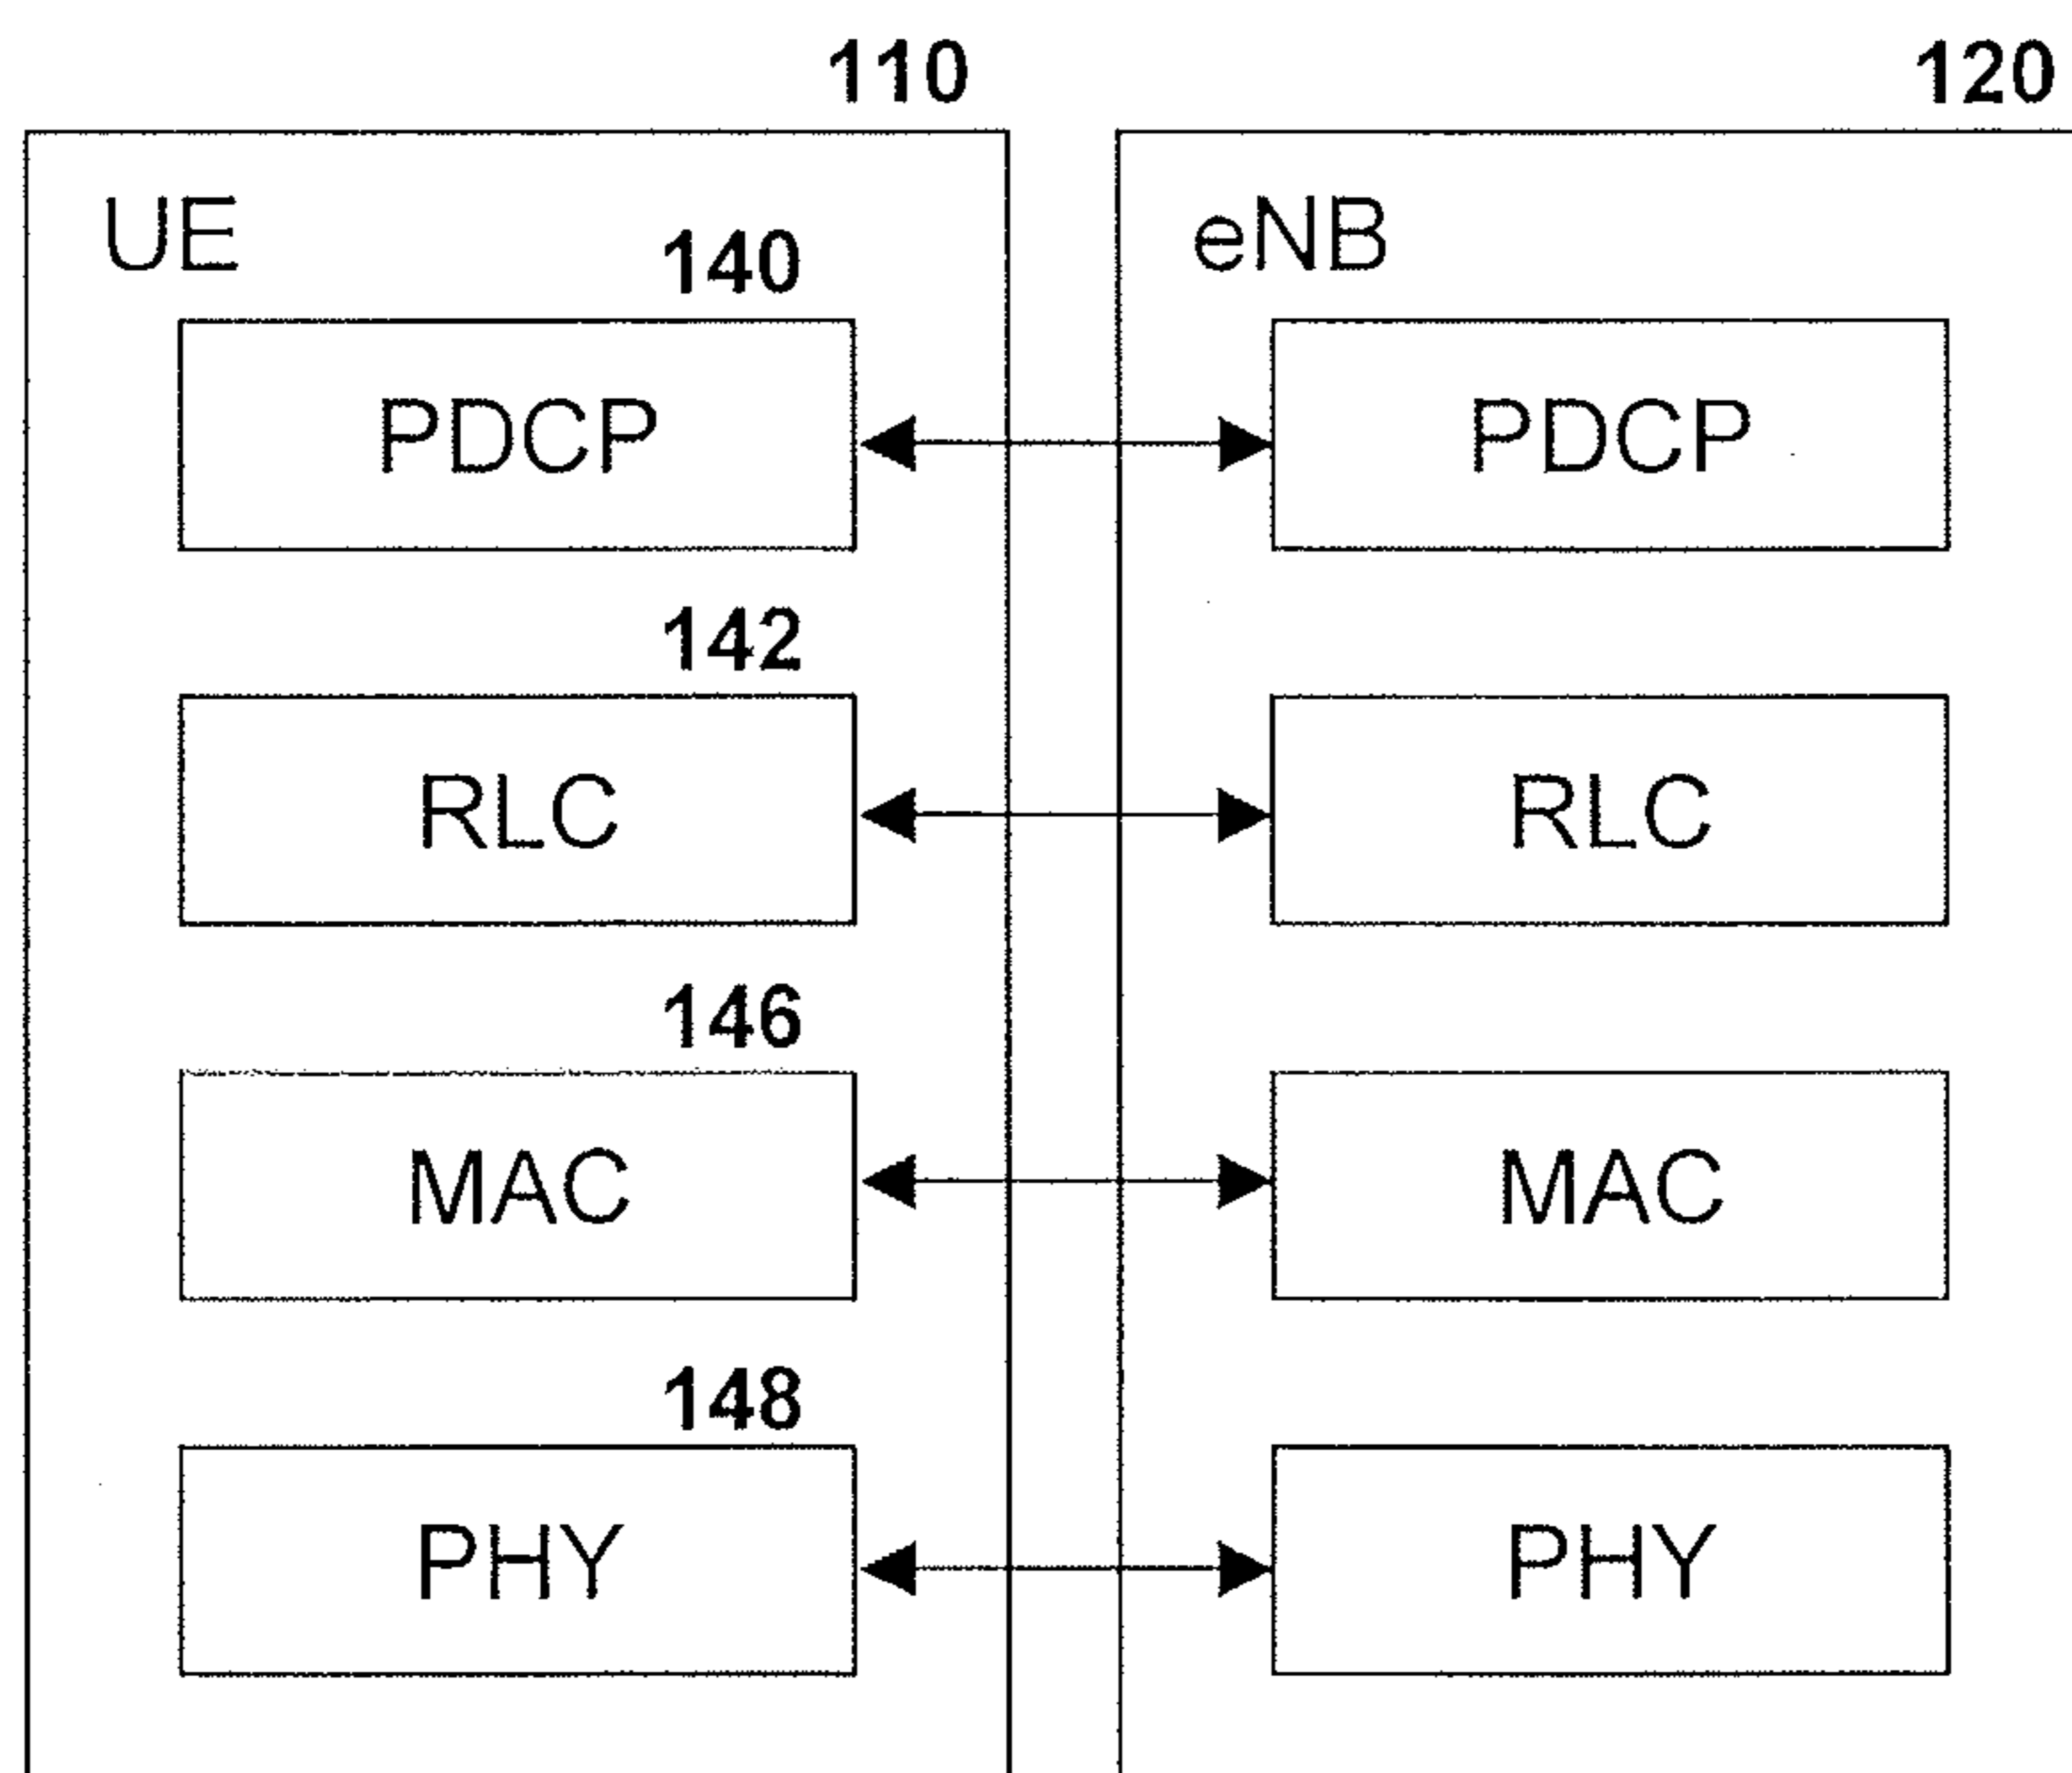 110 120
UE eNB
140
PDCP PDCP
142
RLC RLC
146
MAC MAC
148
PHY PHY